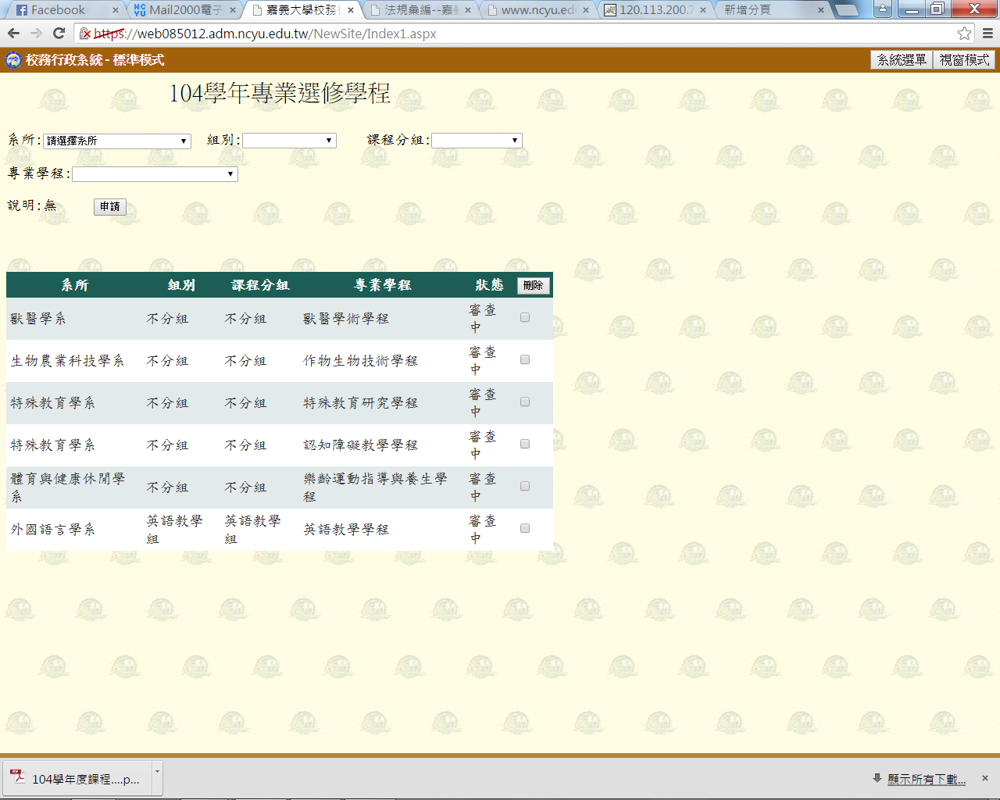 Facebook
Mail2000電子
嘉義大學校務行
法規彙編--嘉義
www.ncyu.ed
120.113.200.7
新增分頁
https://web085012.adm.ncyu.edu.tw/NewSite/Index1.aspx
校務行政系統 - 標準模式
系統選單
視窗模式
104學年專業選修學程
系所:
請選擇系所
組別:
課程分組:
專業學程:
說明:無
申請
系所 組別 課程分組 專業學程 狀態 刪除
獸醫學系 不分組 不分組 獸醫學術學程 審查中
生物農業科技學系 不分組 不分組 作物生物技術學程 審查中
特殊教育學系 不分組 不分組 特殊教育研究學程 審查中
特殊教育學系 不分組 不分組 認知障礙教學學程 審查中
體育與健康休閒學系 不分組 不分組 樂齡運動指導與養生學程 審查中
外國語言學系 英語教學組 英語教學組 英語教學學程 審查中
104學年度課程....p...
顯示所有下載...